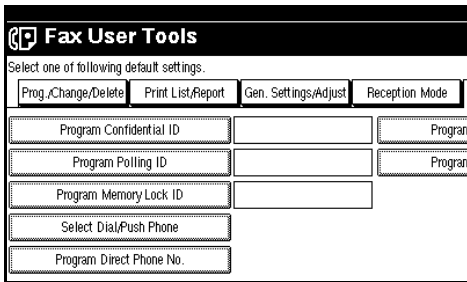 Fax User Tools
Select one of following default settings.
Prog./Change/Delete Print List/Report Gen. Settings/Adjust Reception Mode
Program Confidential ID Program
Program Polling ID Program
Program Memory Lock ID
Select Dial/Push Phone
Program Direct Phone No.